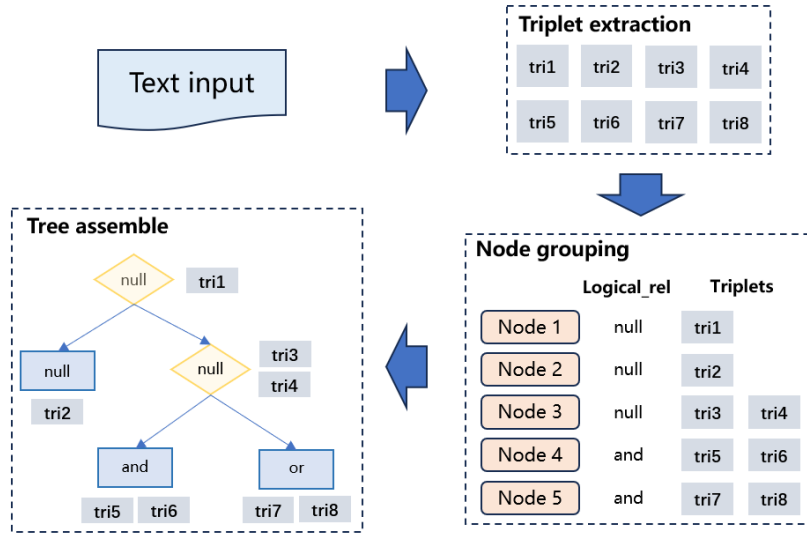 Text input
Triplet extraction
tri1 tri2 tri3 tri4
tri5 tri6 tri7 tri8
Node grouping
Logical_rel Triplets
Node 1 null tri1
Node 2 null tri2
Node 3 null tri3 tri4
Node 4 and tri5 tri6
Node 5 and tri7 tri8
Tree assemble
null tri1
null tri2
null tri3 tri4
and tri5 tri6
or tri7 tri8